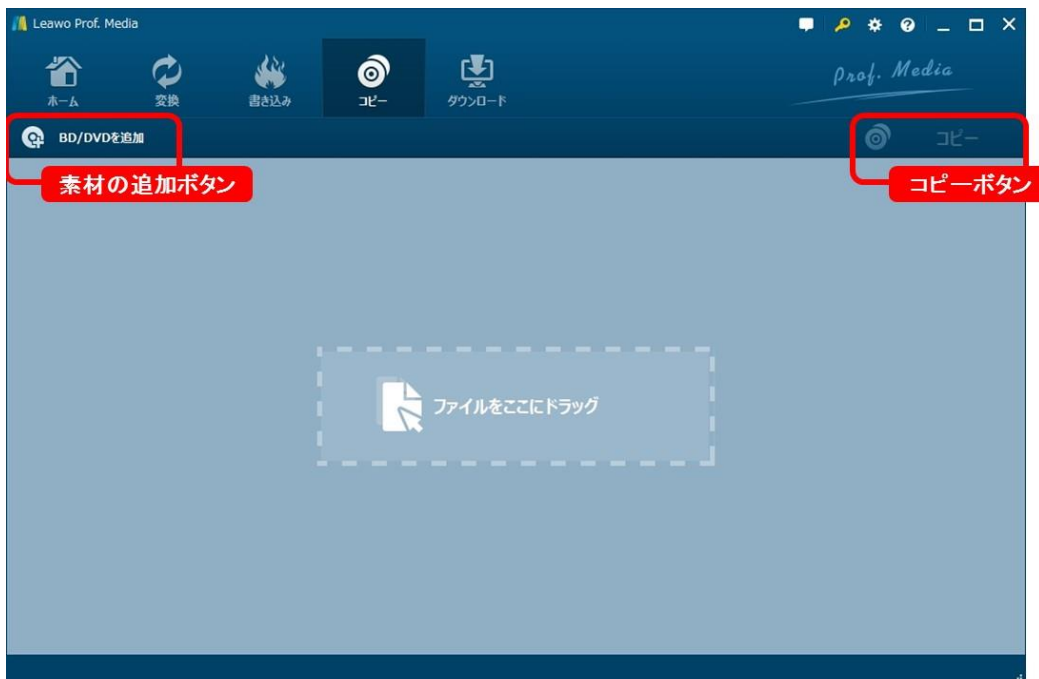 Leawo Prof. Media
Prof. Media
ホーム
変換
書き込み
コピー
ダウンロード
BD/DVDを追加
コピー
素材の追加ボタン
コピーボタン
ファイルをここにドラッグ